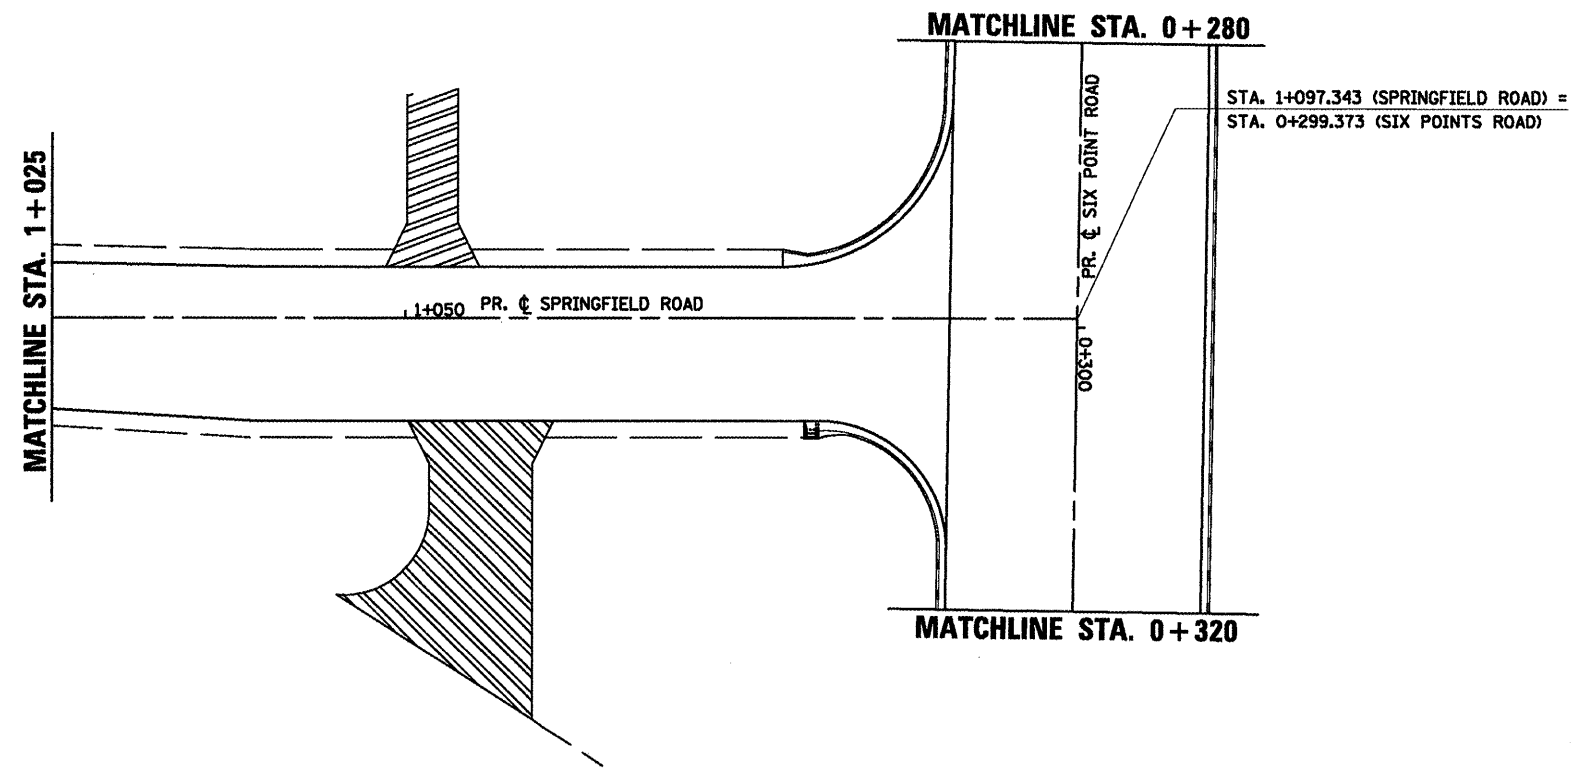 MATCHLINE STA. 0+280
STA. 1+097.343 (SPRINGFIELD ROAD) =
STA. 0+299.373 (SIX POINTS ROAD)
PR. ℄ SIX POINT ROAD
MATCHLINE STA. 1+025
1+050 PR. ℄ SPRINGFIELD ROAD
0+300
MATCHLINE STA. 0+320